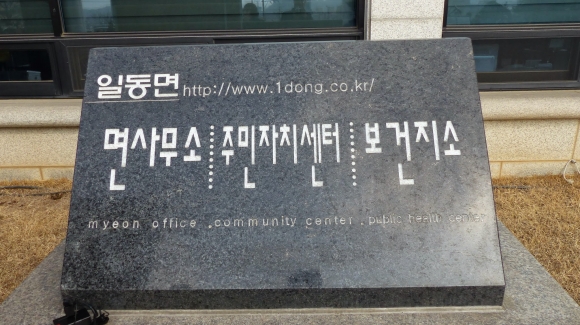 일동면 http://www.1dong.co.kr/
면사무소 주민자치센터 보건지소
myeon office .community center . public health center